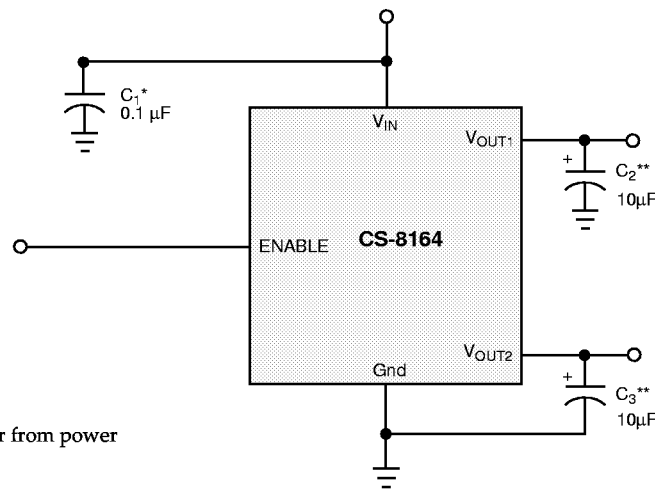 C1*
0.1 µF
VIN
VOUT1
+
C2**
10µF
ENABLE
CS-8164
VOUT2
Gnd
+
C3**
10µF
from power